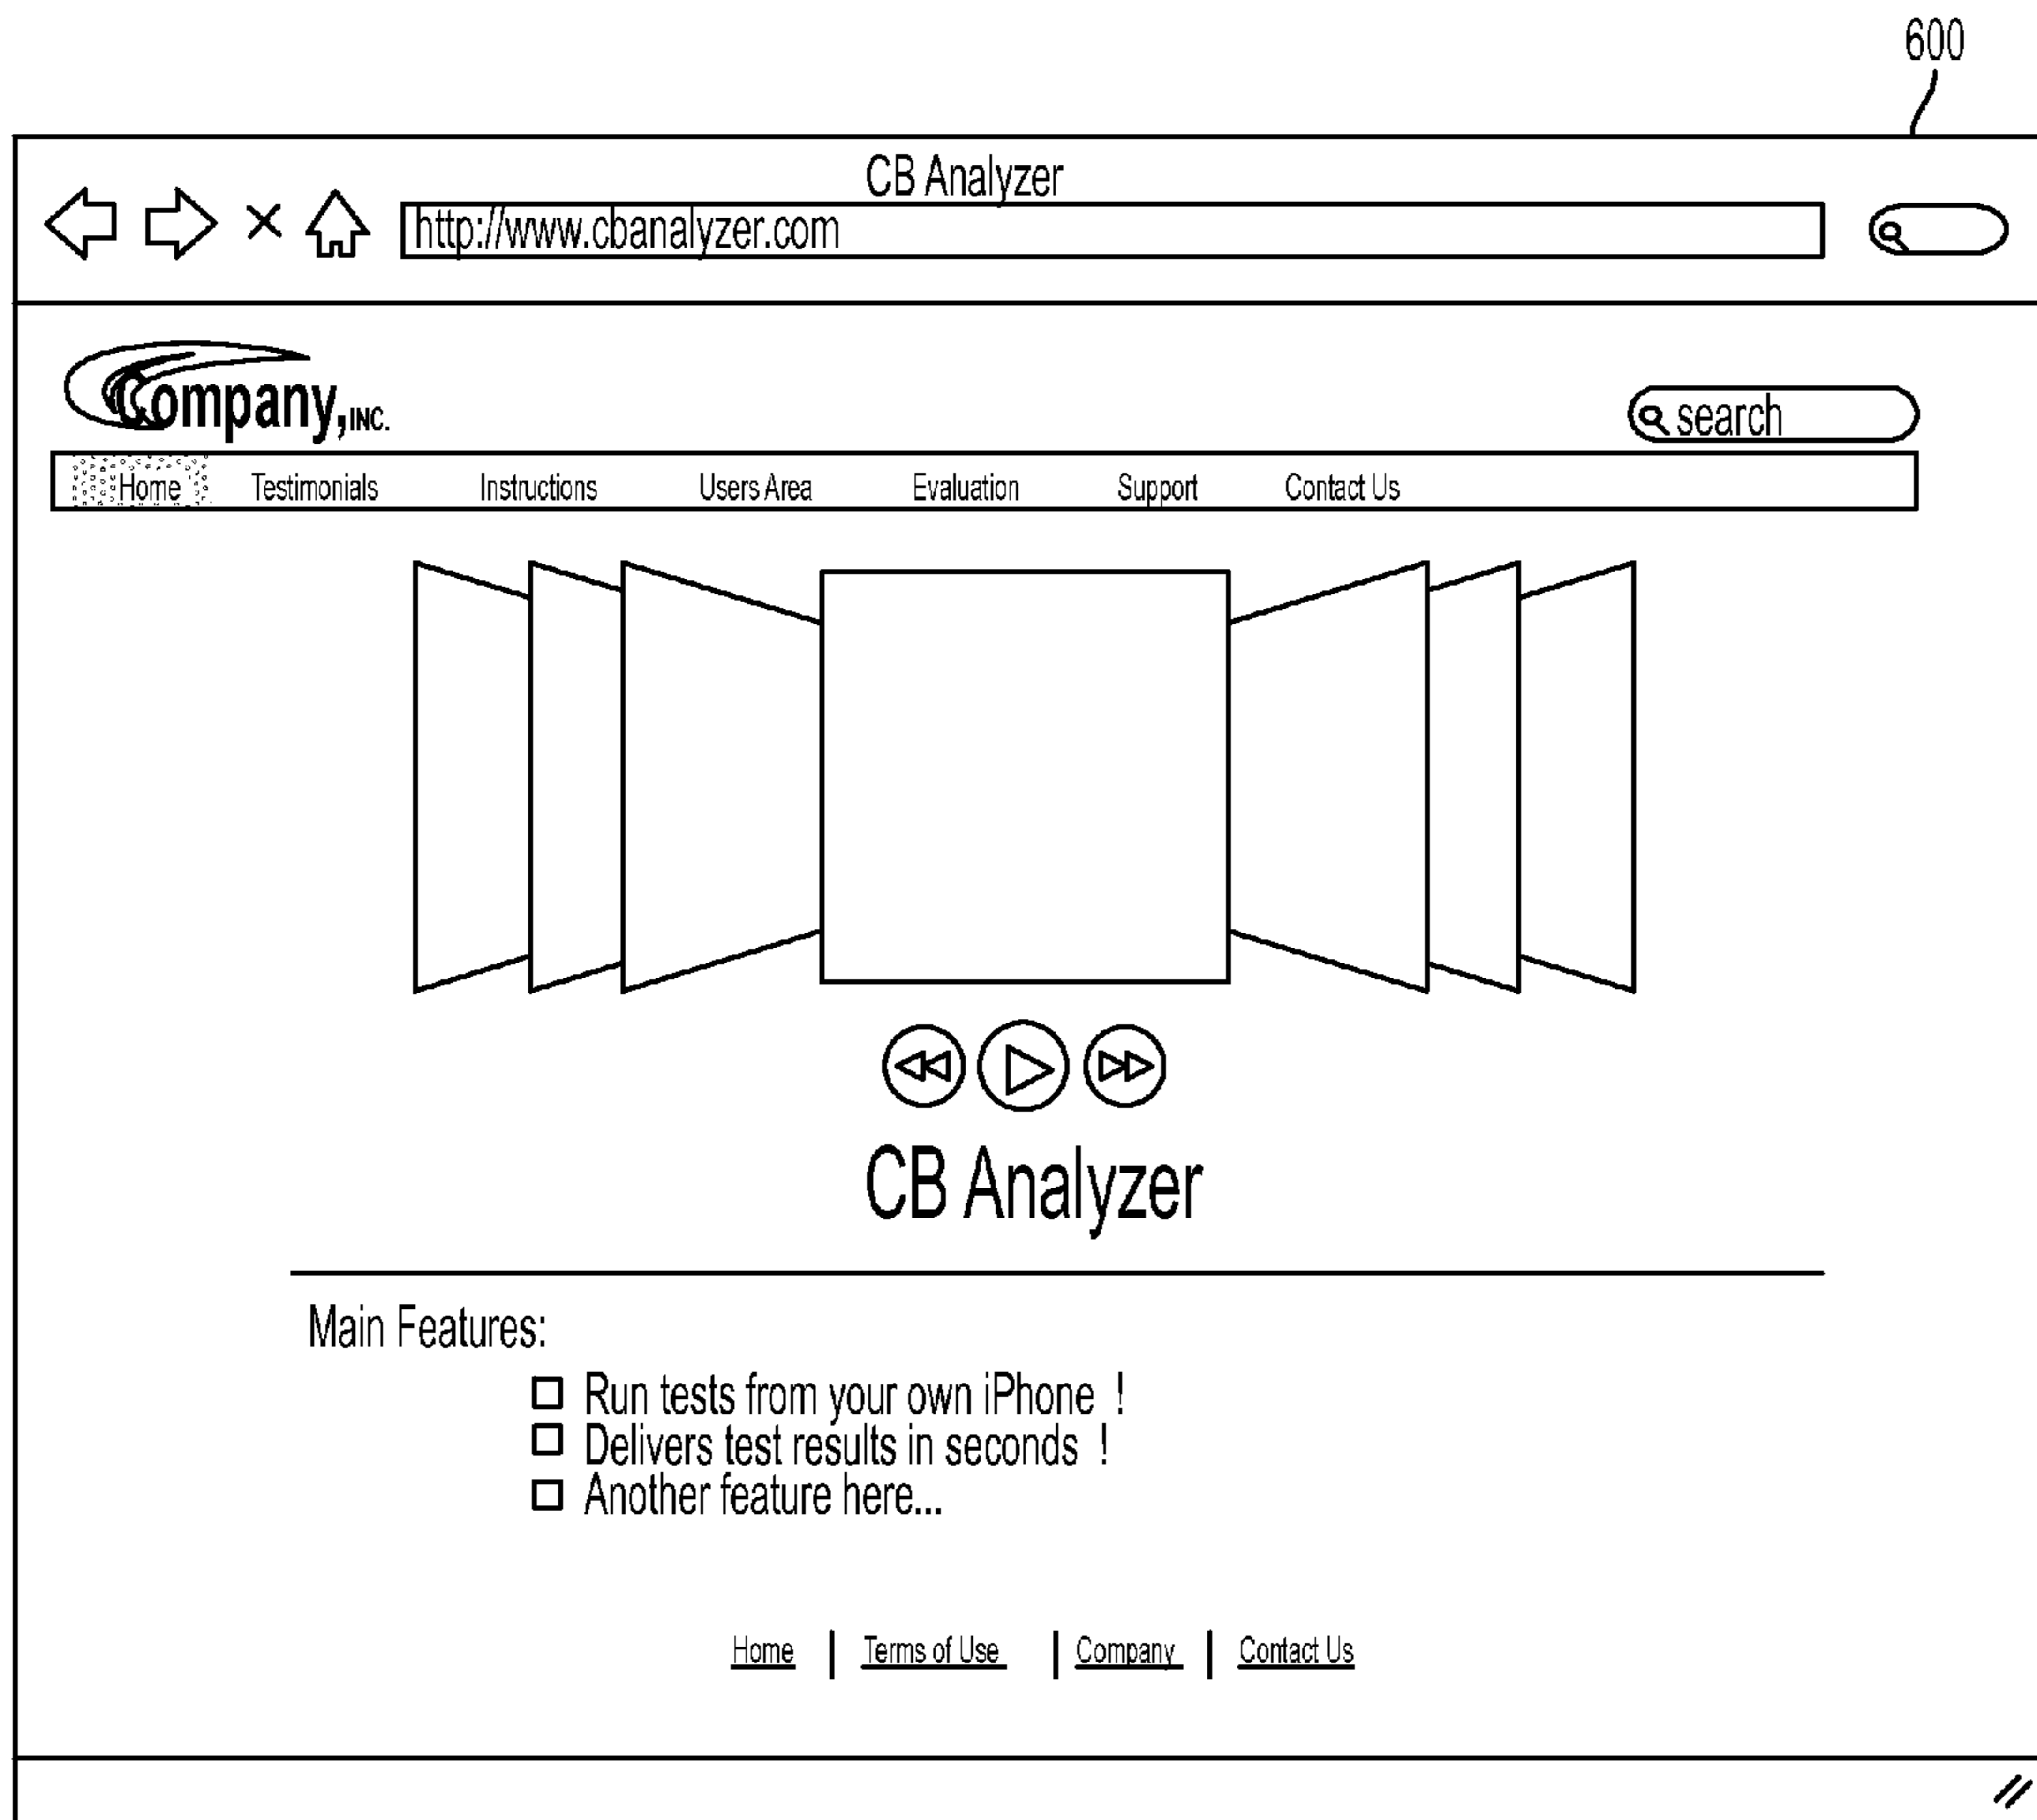 600
CB Analyzer
http://www.cbanalyzer.com
Company, INC.
search
Home Testimonials Instructions Users Area Evaluation Support Contact Us
CB Analyzer
Main Features:
Run tests from your own iPhone !
Delivers test results in seconds !
Another feature here...
Home | Terms of Use | Company | Contact Us